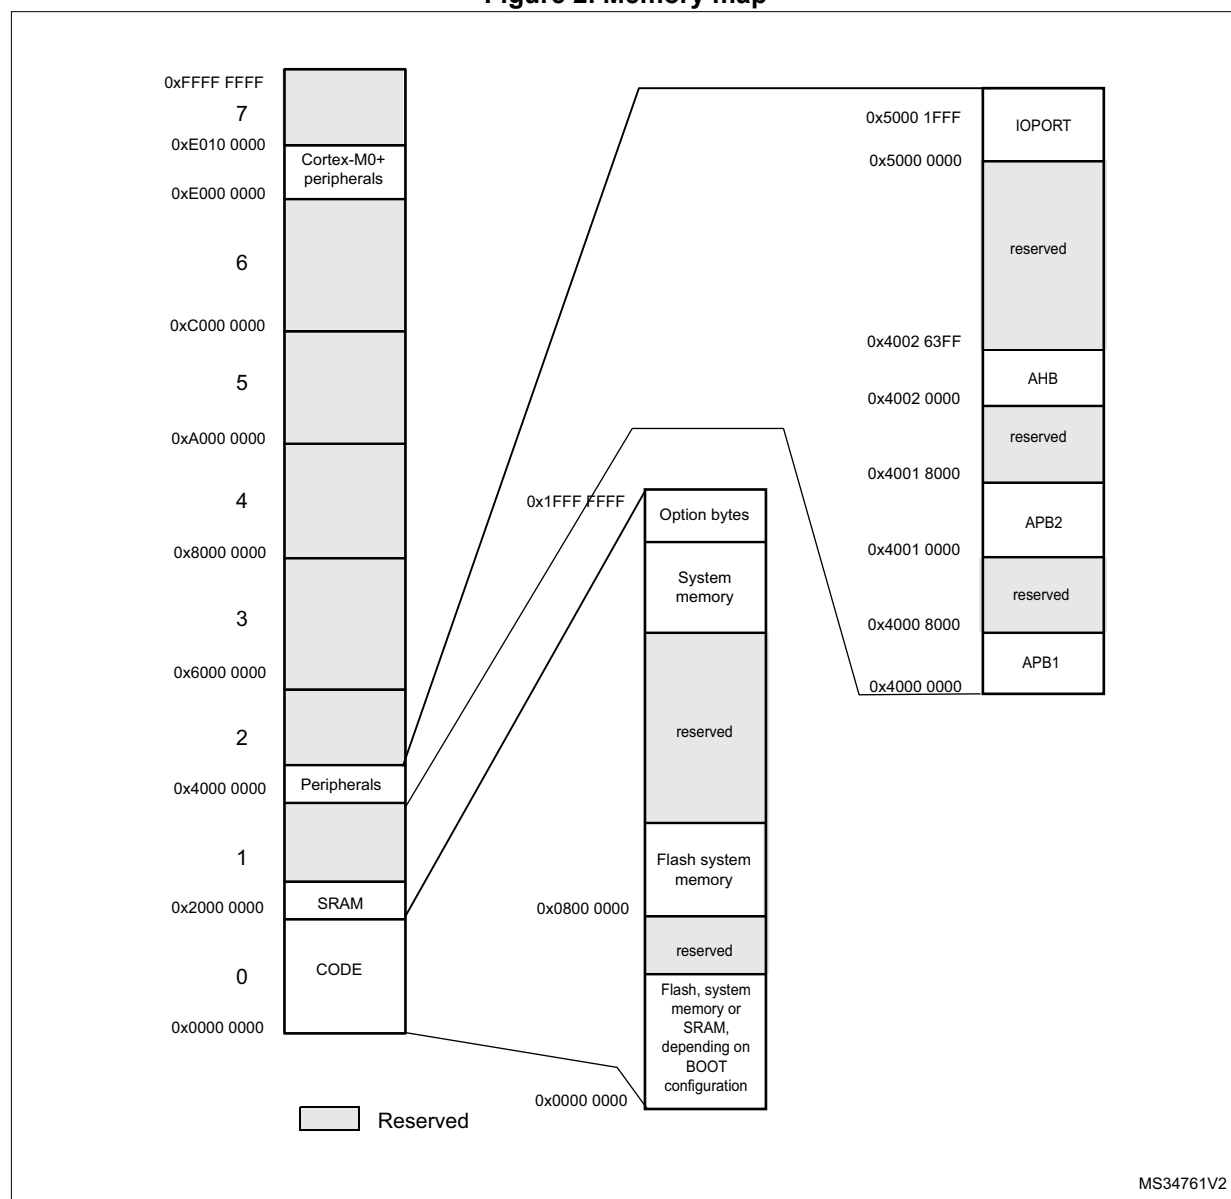 Figure 2. Memory map
0xFFFF FFFF
7
0xE010 0000
Cortex-M0+
peripherals
0xE000 0000
6
0xC000 0000
5
0xA000 0000
4
0x8000 0000
3
0x6000 0000
2
Peripherals
0x4000 0000
1
SRAM
0x2000 0000
CODE
0
0x0000 0000
0x1FFF FFFF
Option bytes
System
memory
reserved
Flash system
memory
0x0800 0000
reserved
Flash, system
memory or
SRAM,
depending on
BOOT
configuration
0x0000 0000
0x5000 1FFF
IOPORT
0x5000 0000
reserved
0x4002 63FF
AHB
0x4002 0000
reserved
0x4001 8000
APB2
0x4001 0000
reserved
0x4000 8000
APB1
0x4000 0000
Reserved
MS34761V2